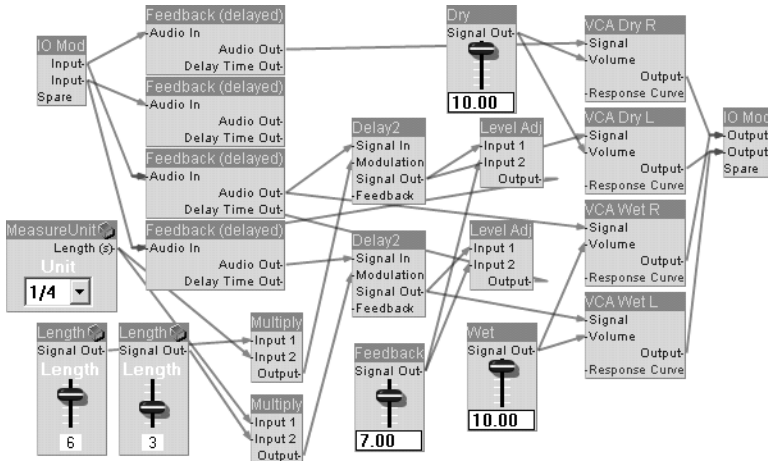 IO Mod
Input
Input
Spare
Feedback (delayed)
Audio In
Audio Out
Delay Time Out
Feedback (delayed)
Audio In
Audio Out
Delay Time Out
Feedback (delayed)
Audio In
Audio Out
Delay Time Out
Feedback (delayed)
Audio In
Audio Out
Delay Time Out
Dry
Signal Out
10.00
VCA Dry R
Signal
Volume
Output
Response Curve
VCA Dry L
Signal
Volume
Output
Response Curve
VCA Wet R
Signal
Volume
Output
Response Curve
VCA Wet L
Signal
Volume
Output
Response Curve
IO Mod
Output
Output
Spare
Delay2
Signal In
Modulation
Signal Out
Feedback
Level Adj
Input 1
Input 2
Output
Delay2
Signal In
Modulation
Signal Out
Feedback
Level Adj
Input 1
Input 2
Output
MeasureUnit
Length (s)
Unit
1/4
Length
Signal Out
Length
6
Length
Signal Out
Length
3
Multiply
Input 1
Input 2
Output
Multiply
Input 1
Input 2
Output
Feedback
Signal Out
7.00
Wet
Signal Out
10.00